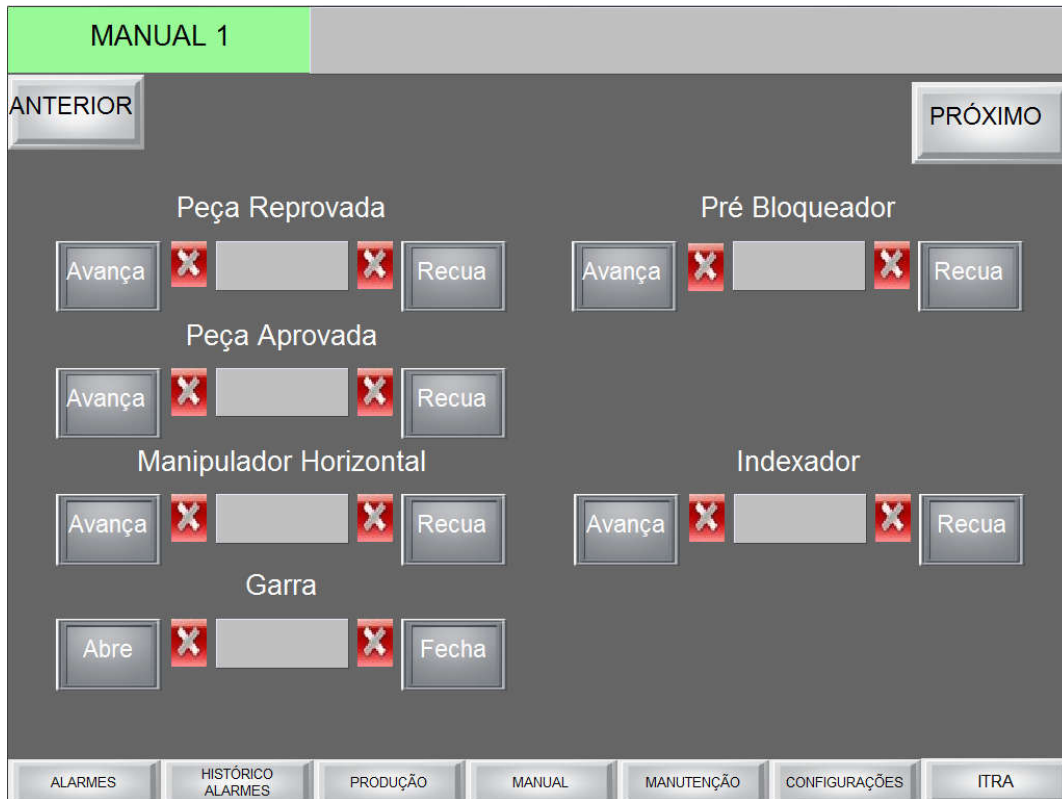 MANUAL 1
ANTERIOR
PRÓXIMO
Peça Reprovada
Pré Bloqueador
Avança
Recua
Avança
Recua
Peça Aprovada
Avança
Recua
Manipulador Horizontal
Indexador
Avança
Recua
Avança
Recua
Garra
Abre
Fecha
ALARMES
HISTÓRICO
ALARMES
PRODUÇÃO
MANUAL
MANUTENÇÃO
CONFIGURAÇÕES
ITRA